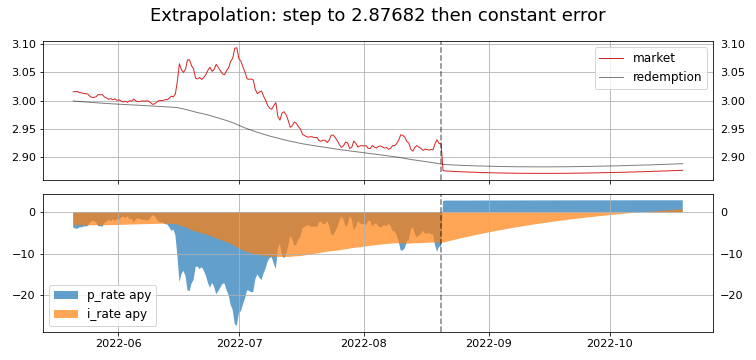 Extrapolation: step to 2.87682 then constant error
3.10 3.10
3.05 3.05
3.00 3.00
2.95 2.95
2.90 2.90
market
redemption
0 0
−10 −10
−20 −20
p_rate apy
i_rate apy
2022-06 2022-07 2022-08 2022-09 2022-10